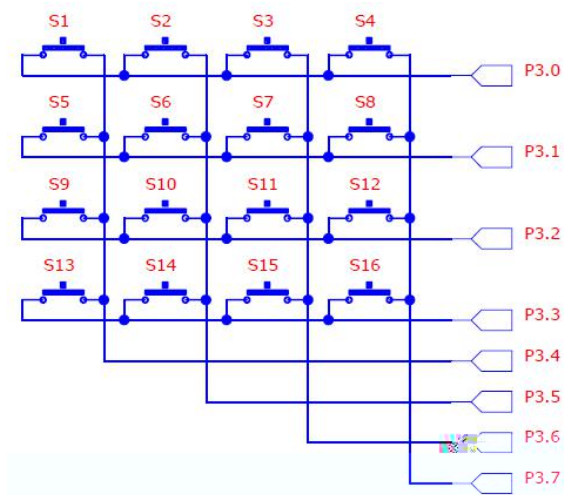 S1 S2 S3 S4
P3.0
S5 S6 S7 S8
P3.1
S9 S10 S11 S12
P3.2
S13 S14 S15 S16
P3.3
P3.4
P3.5
P3.6
P3.7